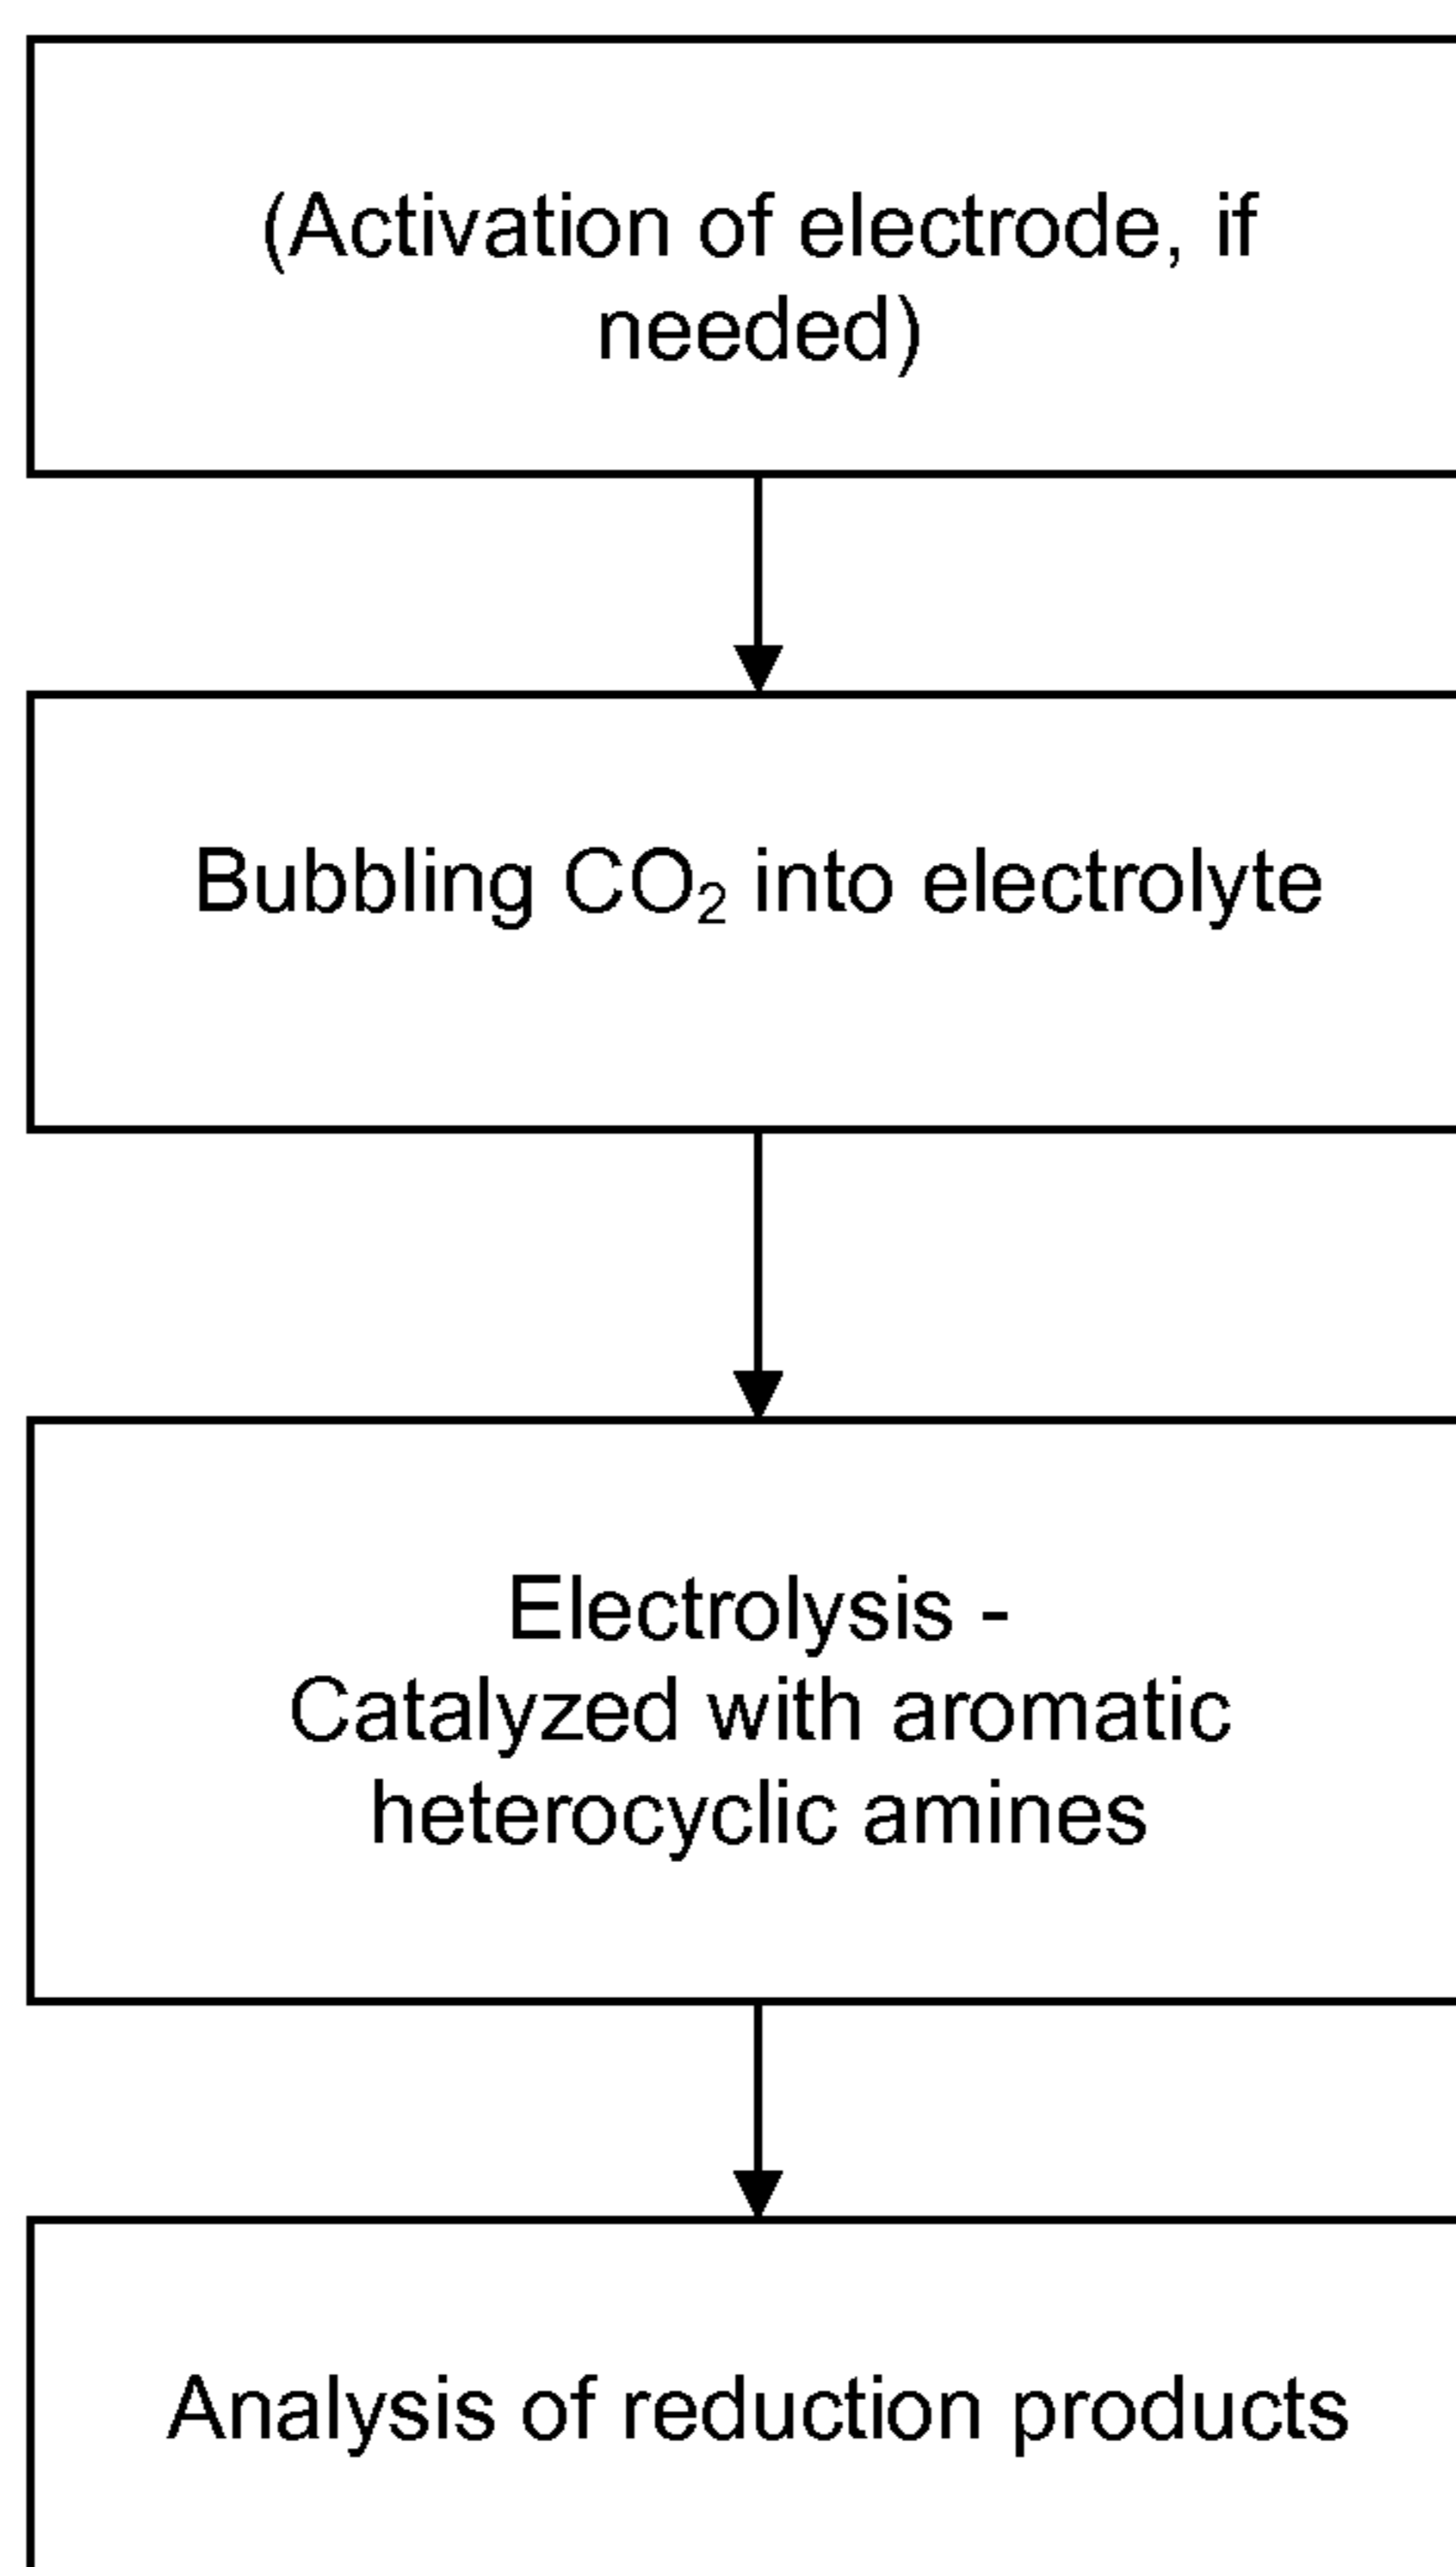 (Activation of electrode, if
needed)
Bubbling CO₂ into electrolyte
Electrolysis -
Catalyzed with aromatic
heterocyclic amines
Analysis of reduction products